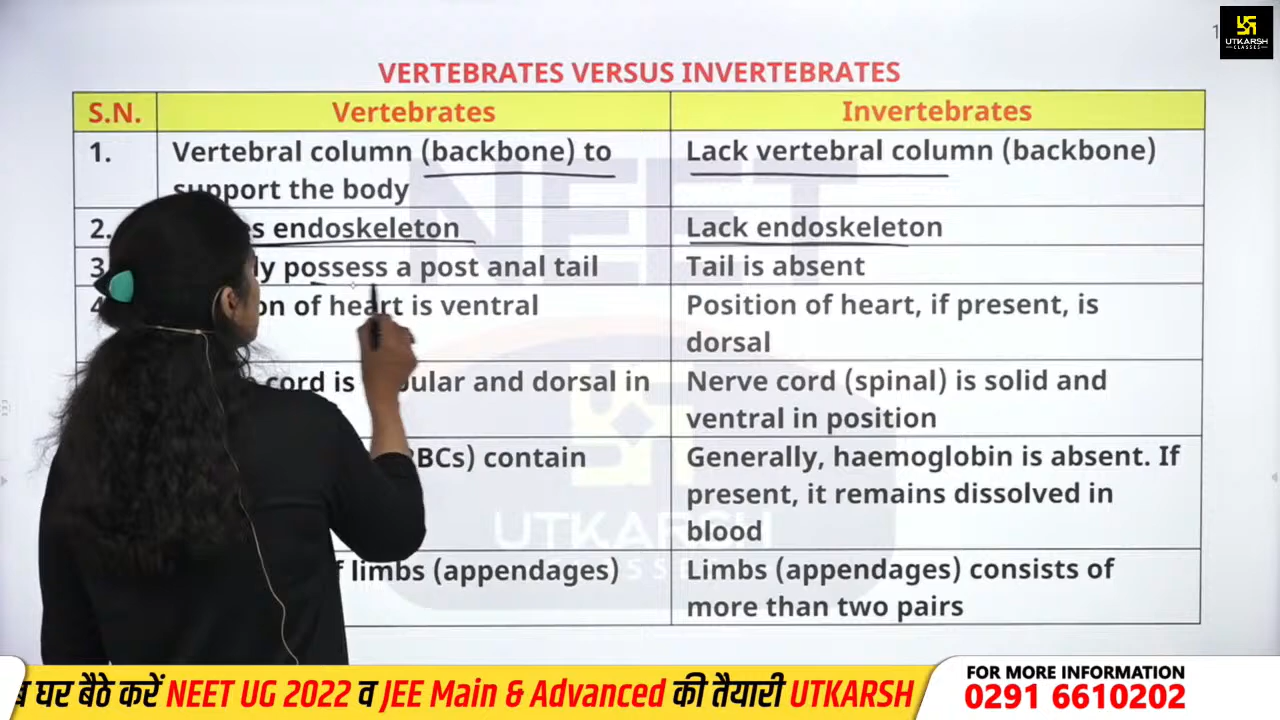 UTKARSH
CLASSES
VERTEBRATES VERSUS INVERTEBRATES
S.N. Vertebrates Invertebrates
1. Vertebral column (backbone) to support the body
Lack vertebral column (backbone)
2. endoskeleton
Lack endoskeleton
3 possess a post anal tail
Tail is absent
of heart is ventral
Position of heart, if present, is
dorsal
cord is and dorsal in
Nerve cord (spinal) is solid and
ventral in position
contain
Generally, haemoglobin is absent. If
present, it remains dissolved in
blood
limbs (appendages)
Limbs (appendages) consists of
more than two pairs
NEET
UTKARSH
घर बैठे करें NEET UG 2022 व JEE Main & Advanced की तैयारी UTKARSH
FOR MORE INFORMATION
0291 6610202